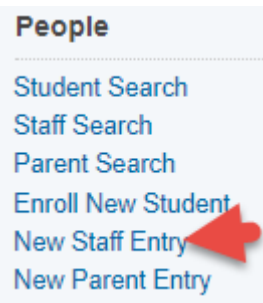 People
Student Search
Staff Search
Parent Search
Enroll New Student
New Staff Entry
New Parent Entry